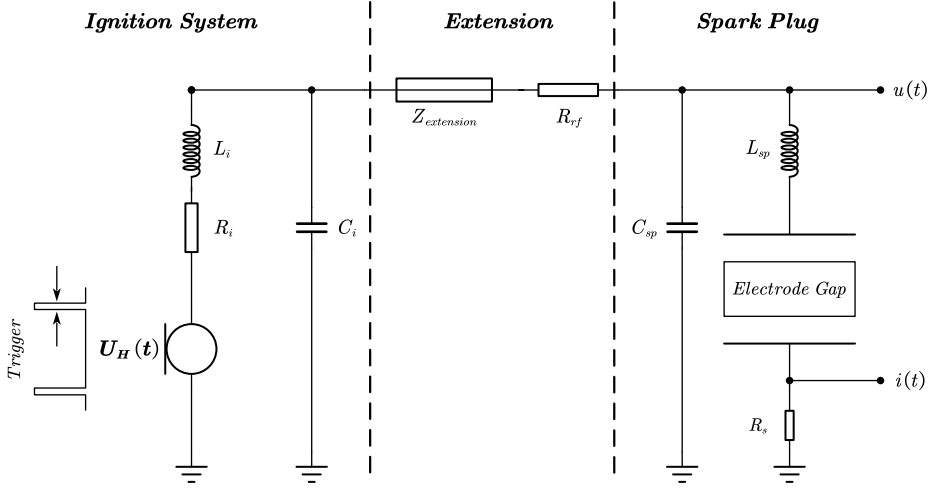 Ignition System
Extension
Spark Plug
u(t)
Z_extension
R_rf
L_i
L_sp
R_i
C_i
C_sp
Electrode Gap
Trigger
U_H(t)
i(t)
R_s